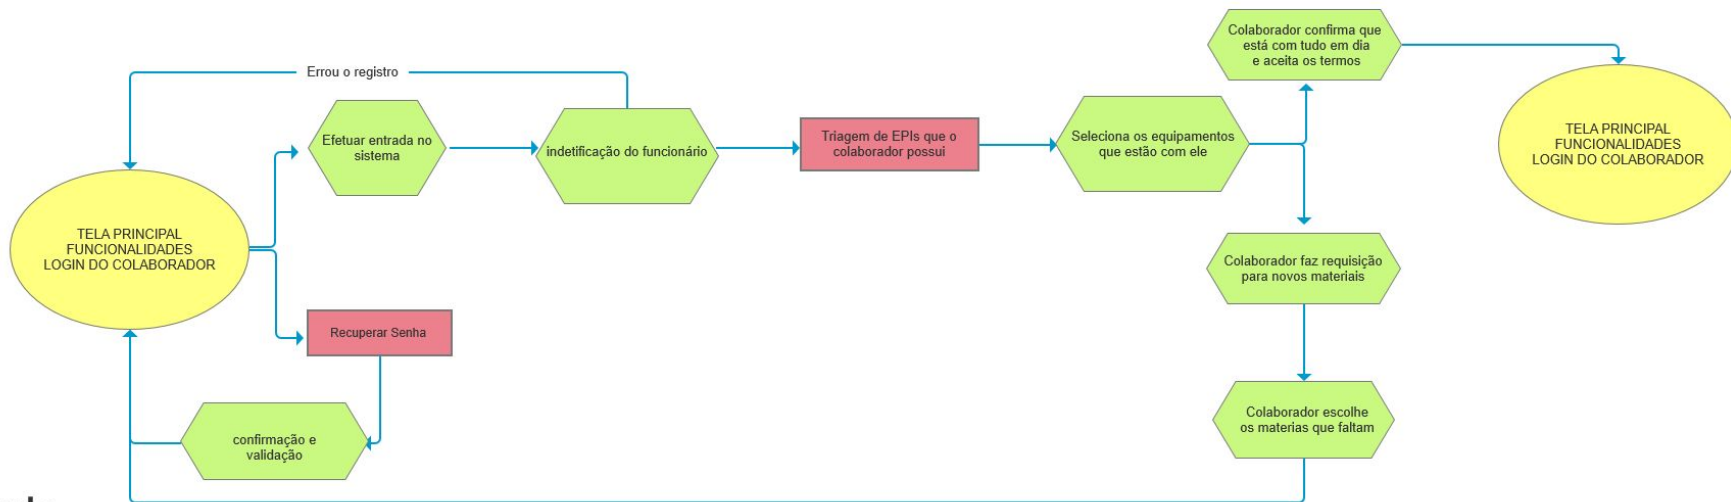 Colaborador confirma que
está com tudo em dia
e aceita os termos
Errou o registro
Efetuar entrada no
sistema
indetificação do funcionário
Triagem de EPIs que o
colaborador possui
Seleciona os equipamentos
que estão com ele
TELA PRINCIPAL
FUNCIONALIDADES
LOGIN DO COLABORADOR
TELA PRINCIPAL
FUNCIONALIDADES
LOGIN DO COLABORADOR
Colaborador faz requisição
para novos materiais
Recuperar Senha
confirmação e
validação
Colaborador escolhe
os materias que faltam